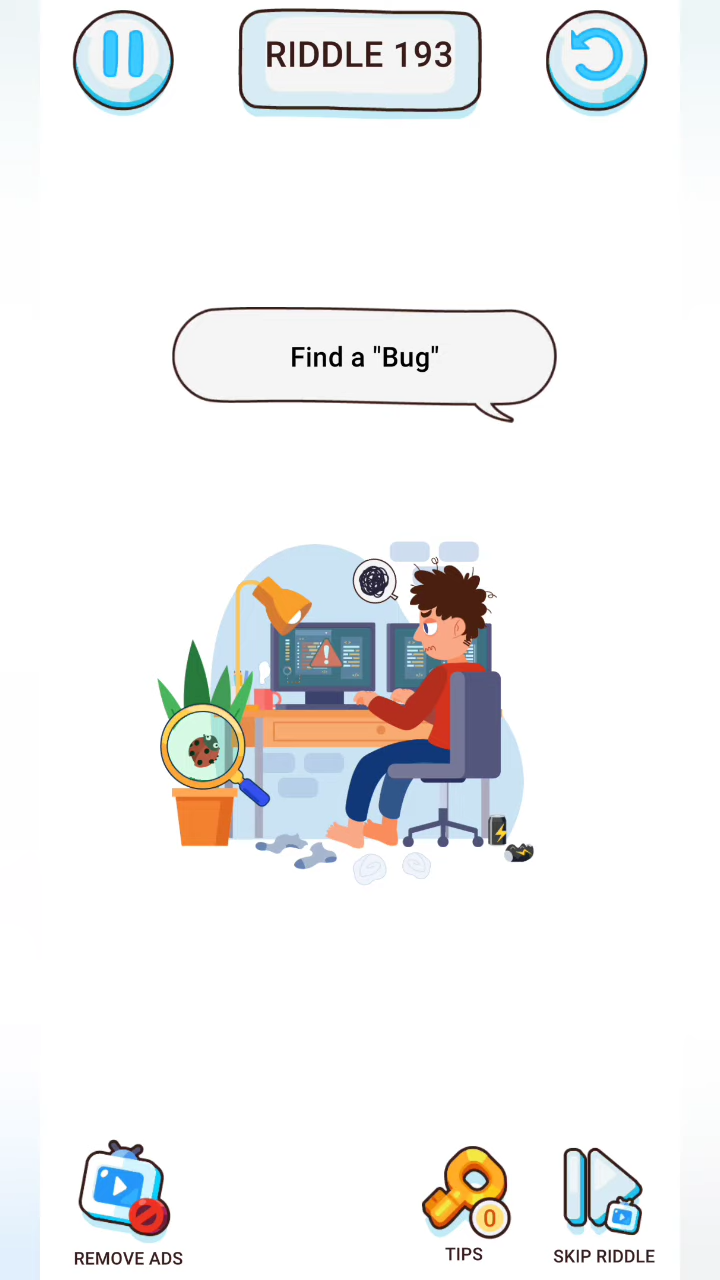 RIDDLE 193
Find a "Bug"
0
REMOVE ADS
TIPS
SKIP RIDDLE